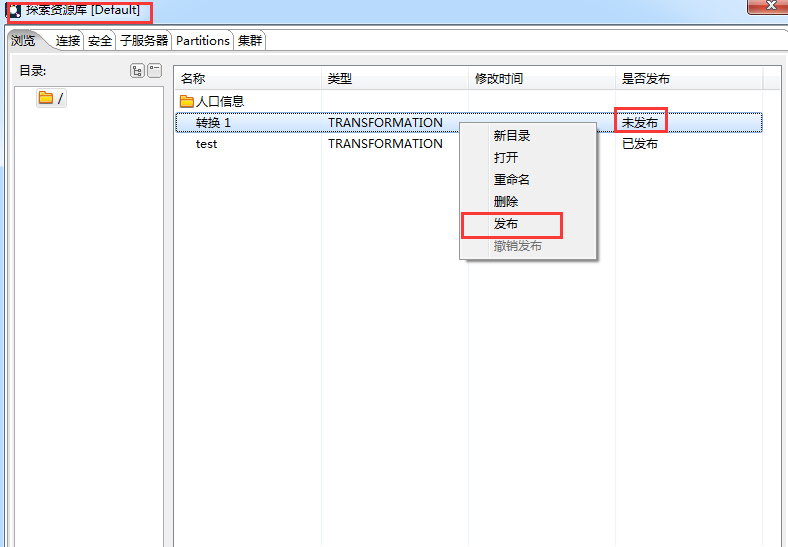 探索资源库 [Default]
浏览 连接 安全 子服务器 Partitions 集群
目录:
/
名称 类型 修改时间 是否发布
人口信息
转换 1 TRANSFORMATION 未发布
test TRANSFORMATION 已发布
新目录
打开
重命名
删除
发布
撤销发布